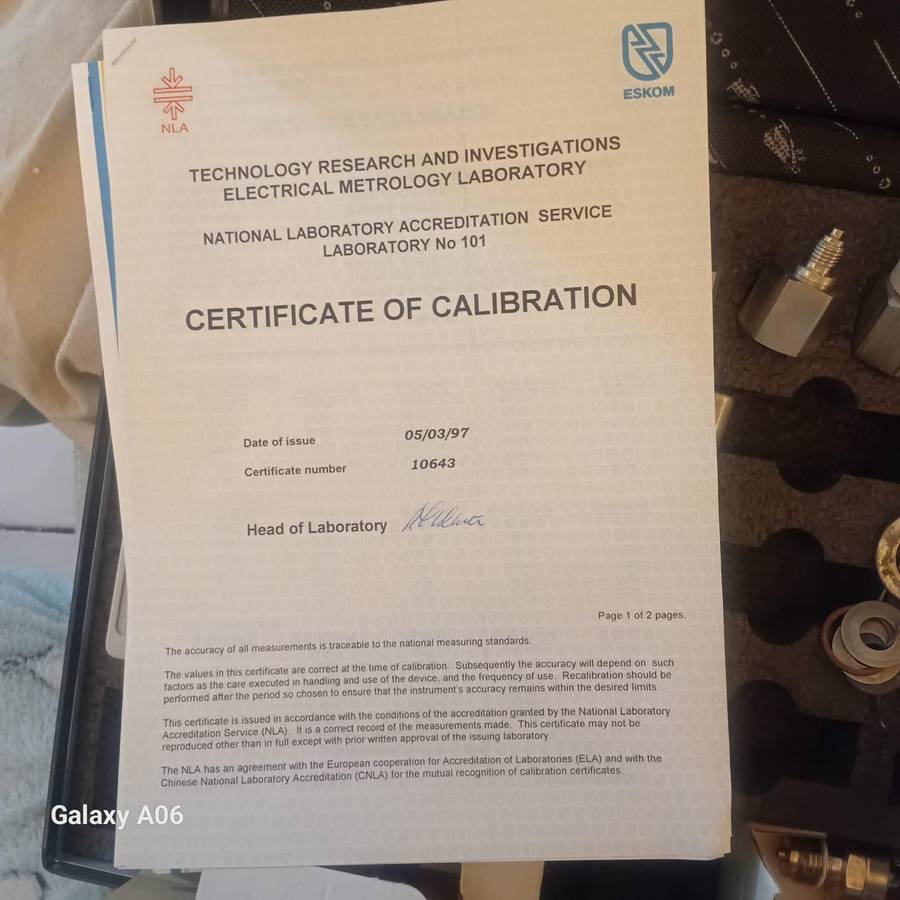 NLA
ESKOM
TECHNOLOGY RESEARCH AND INVESTIGATIONS
ELECTRICAL METROLOGY LABORATORY
NATIONAL LABORATORY ACCREDITATION SERVICE
LABORATORY No 101
CERTIFICATE OF CALIBRATION
Date of issue 05/03/97
Certificate number 10643
Head of Laboratory
Page 1 of 2 pages.
The accuracy of all measurements is traceable to the national measuring standards.
The values in this certificate are correct at the time of calibration. Subsequently the accuracy will depend on such
factors as the care executed in handling and use of the device, and the frequency of use. Recalibration should be
performed after the period so chosen to ensure that the instrument's accuracy remains within the desired limits.
This certificate is issued in accordance with the conditions of the accreditation granted by the National Laboratory
Accreditation Service (NLA). It is a correct record of the measurements made. This certificate may not be
reproduced other than in full except with prior written approval of the issuing laboratory.
The NLA has an agreement with the European cooperation for Accreditation of Laboratories (ELA) and with the
Chinese National Laboratory Accreditation (CNLA) for the mutual recognition of calibration certificates.
Galaxy A06